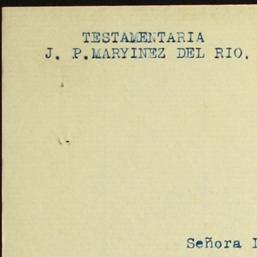 TESTAMENTARIA
J. P.MARYINEZ DEL RIO.
Señora